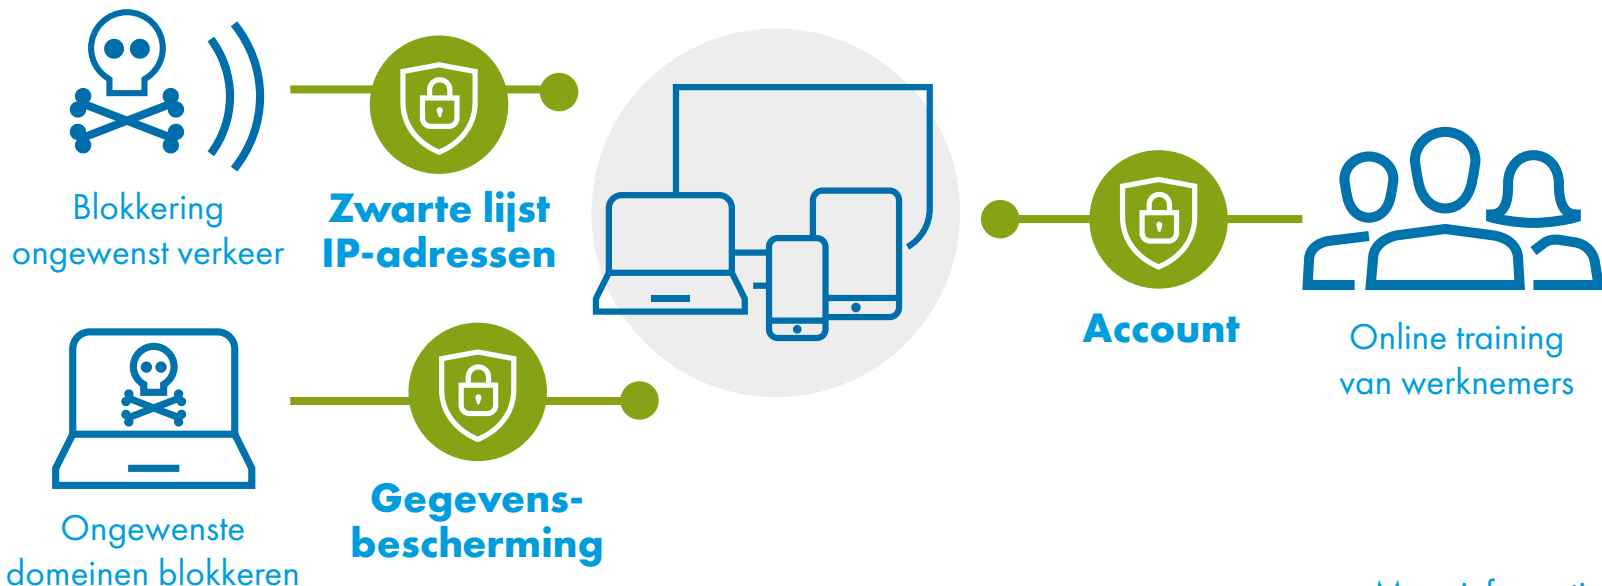 Blokkering
ongewenst verkeer
Zwarte lijst
IP-adressen
Account
Online training
van werknemers
Ongewenste
domeinen blokkeren
Gegevens-
bescherming